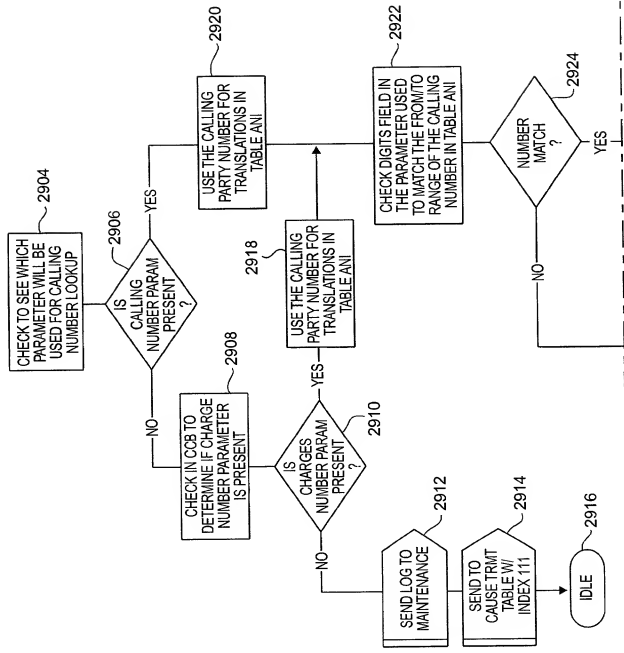 2904
CHECK TO SEE WHICH
PARAMETER WILL BE
USED FOR CALLING
NUMBER LOOKUP
2906
IS
CALLING
NUMBER PARAM
PRESENT
?
YES
NO
2920
USE THE CALLING
PARTY NUMBER FOR
TRANSLATIONS IN
TABLE ANI
2908
CHECK IN CCB TO
DETERMINE IF CHARGE
NUMBER PARAMETER
IS PRESENT
2910
IS
CHARGES
NUMBER PARAM
PRESENT
?
YES
NO
2918
USE THE CALLING
PARTY NUMBER FOR
TRANSLATIONS IN
TABLE ANI
2922
CHECK DIGITS FIELD IN
THE PARAMETER USED
TO MATCH THE FROM/TO
RANGE OF THE CALLING
NUMBER IN TABLE ANI
2924
NUMBER
MATCH
?
NO
YES
2912
SEND LOG TO
MAINTENANCE
2914
SEND TO
CAUSE TRMT
TABLE W/
INDEX 111
2916
IDLE